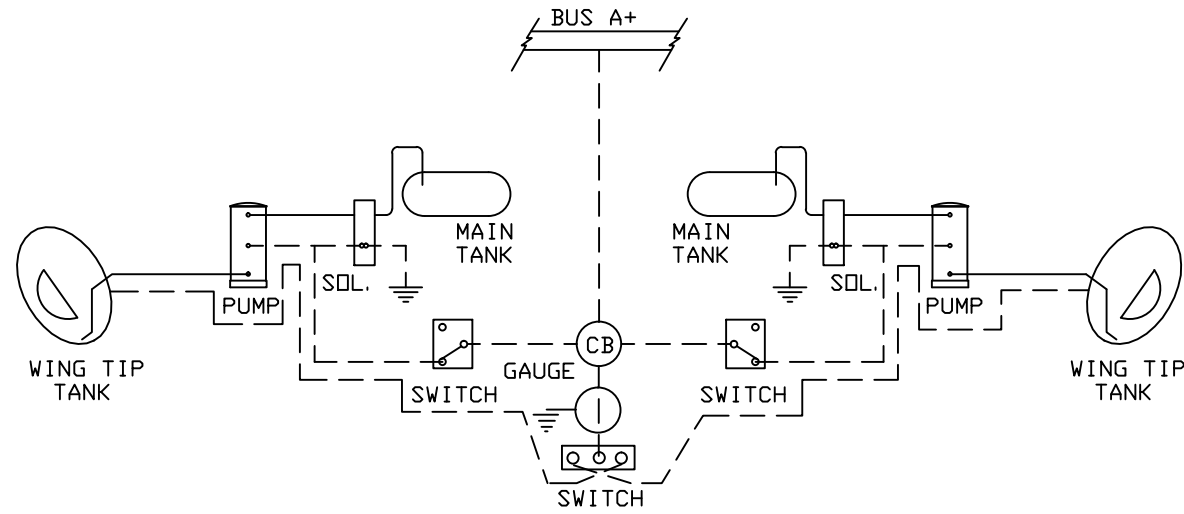 BUS A+
MAIN
TANK
MAIN
TANK
SOL.
SOL.
PUMP
PUMP
CB
WING TIP
TANK
GAUGE
SWITCH
SWITCH
WING TIP
TANK
SWITCH